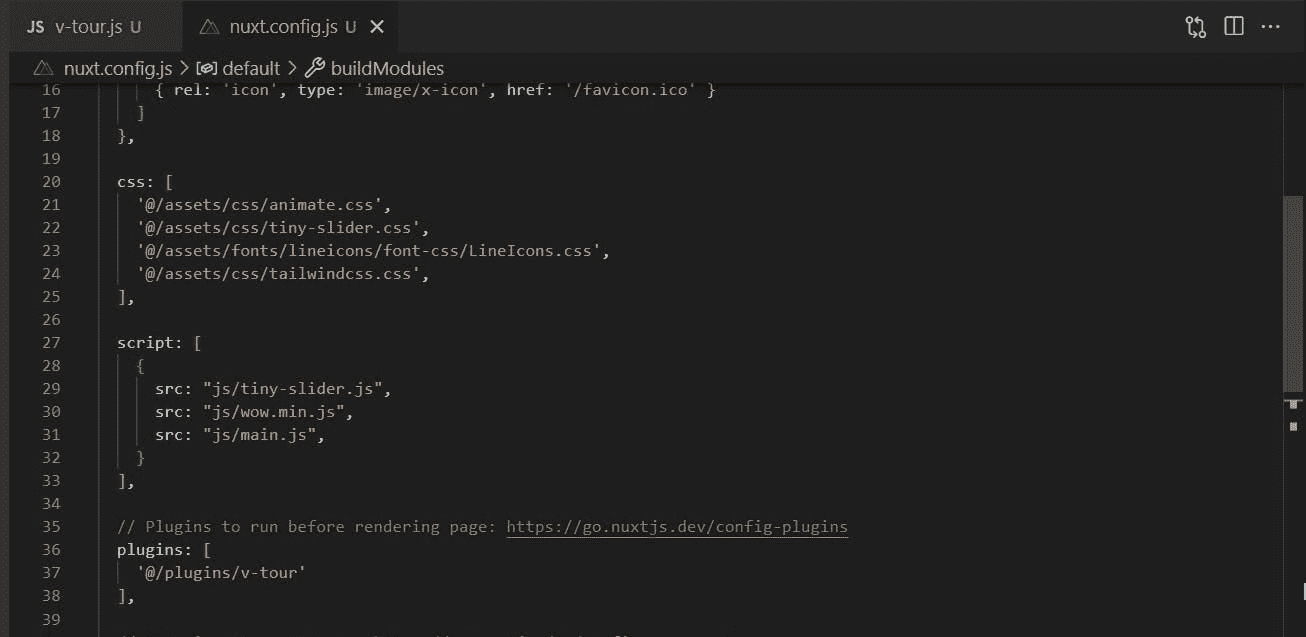 JS v-tour.js U nuxt.config.js U
nuxt.config.js > default > buildModules
16 { rel: 'icon', type: 'image/x-icon', href: '/favicon.ico' }
17 ]
18 },
19
20 css: [
21 '@/assets/css/animate.css',
22 '@/assets/css/tiny-slider.css',
23 '@/assets/fonts/lineicons/font-css/LineIcons.css',
24 '@/assets/css/tailwindcss.css',
25 ],
26
27 script: [
28 {
29 src: "js/tiny-slider.js",
30 src: "js/wow.min.js",
31 src: "js/main.js",
32 }
33 ],
34
35 // Plugins to run before rendering page: https://go.nuxtjs.dev/config-plugins
36 plugins: [
37 '@/plugins/v-tour'
38 ],
39